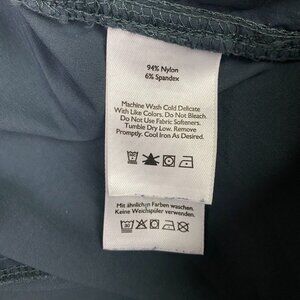 94% Nylon
6% Spandex
Machine Wash Cold Delicate
With Like Colors. Do Not Bleach.
Do Not Use Fabric Softeners.
Tumble Dry Low. Remove
Promptly. Cool Iron As Desired.
Mit ähnlichen Farben waschen.
Keine Weichspüler verwenden.